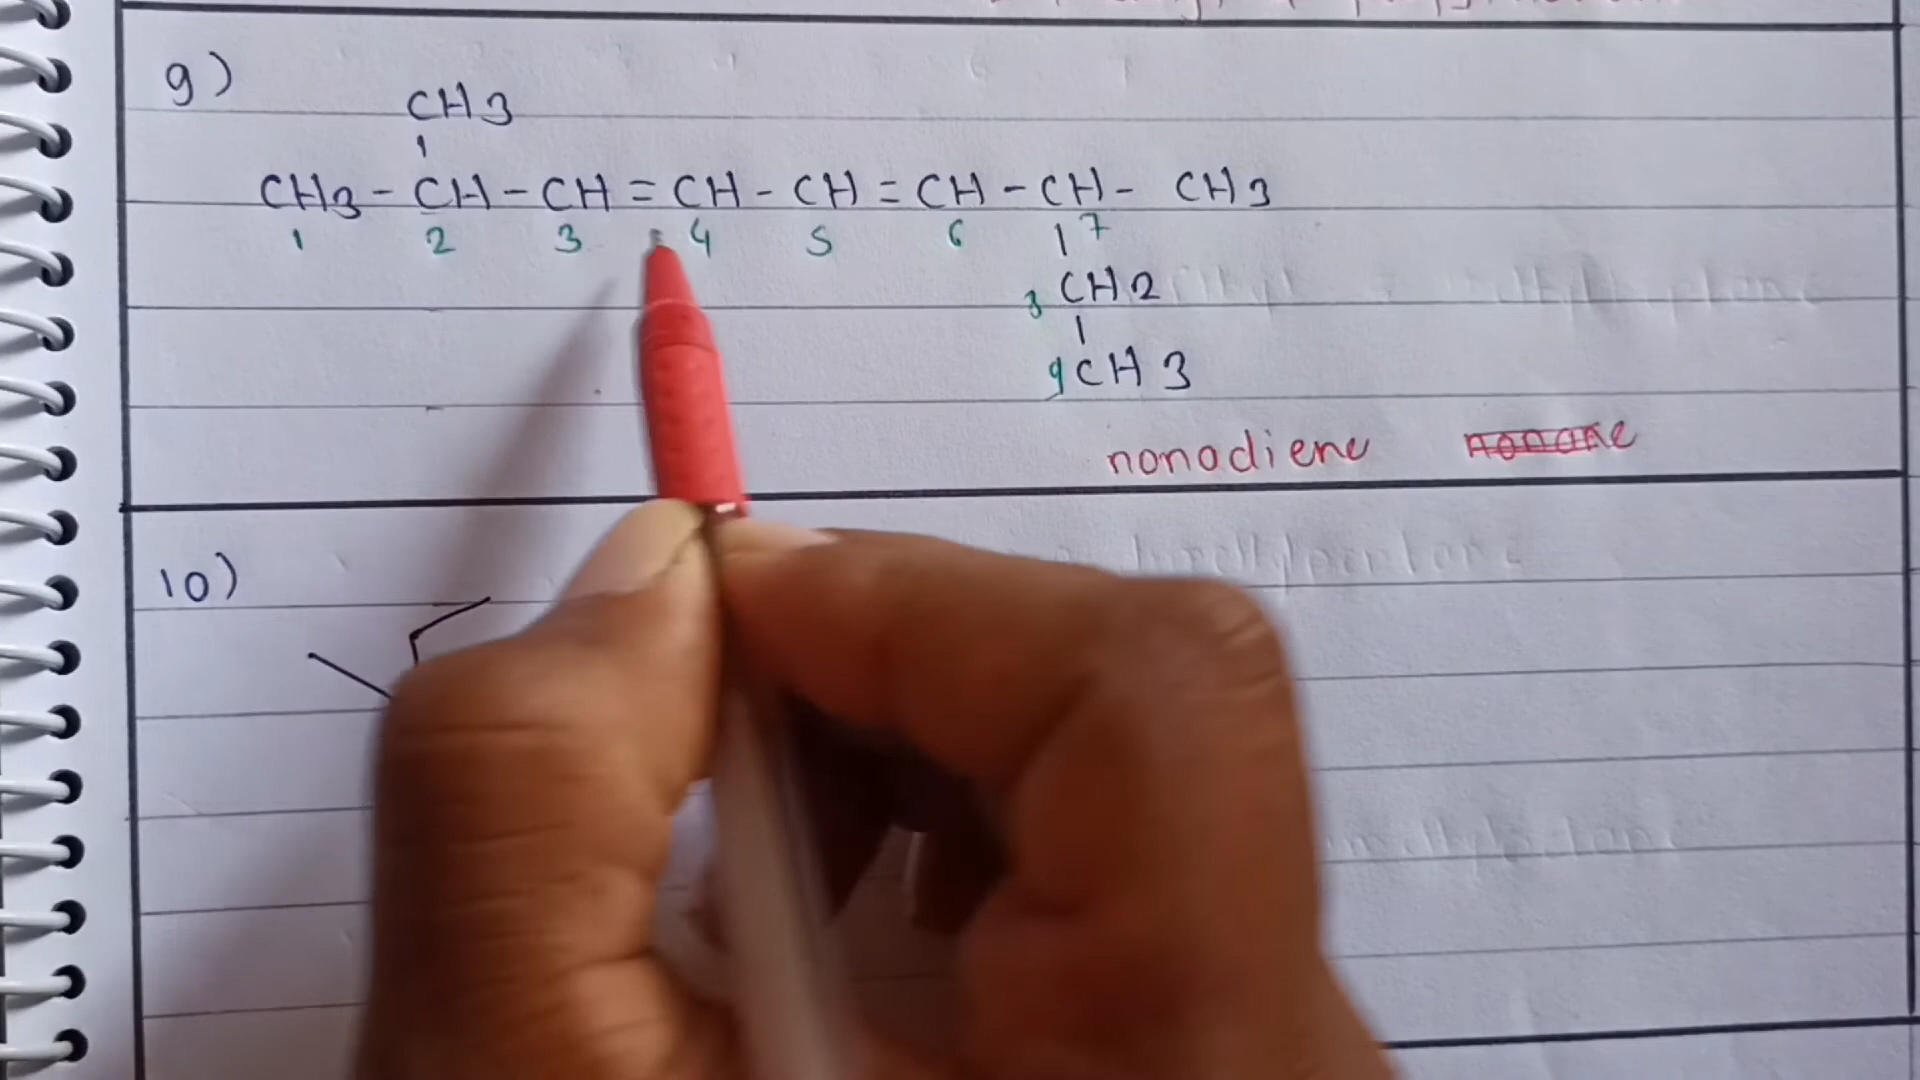 9)
CH3
CH3 - CH - CH = CH - CH = CH - CH - CH3
1 2 3 4 5 6 7
3 CH2
9 CH3
nonadiene
10)